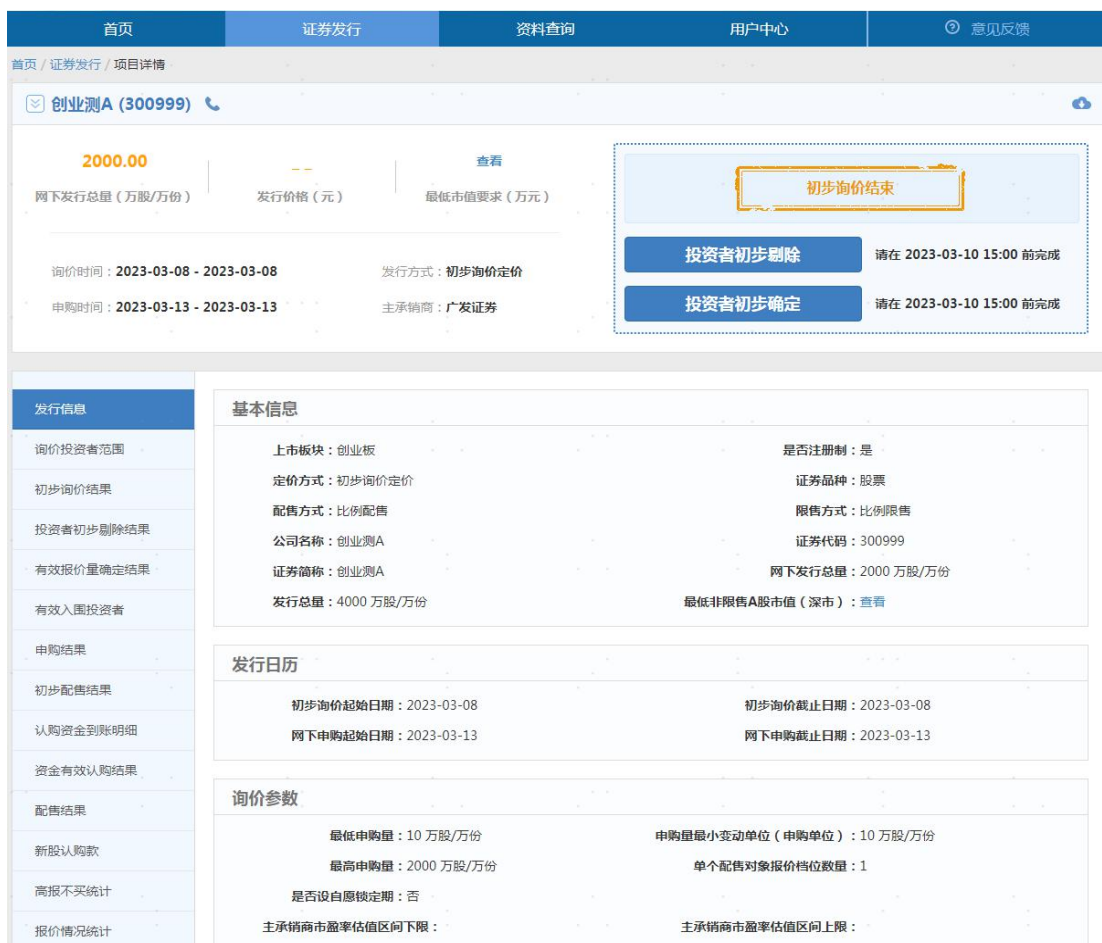 首页 证券发行 资料查询 用户中心 意见反馈
首页 / 证券发行 / 项目详情
创业测A (300999)
2000.00 -- 查看
网下发行总量（万股/万份） 发行价格（元） 最低市值要求（万元）
初步询价结束
投资者初步剔除 请在 2023-03-10 15:00 前完成
询价时间：2023-03-08 - 2023-03-08 发行方式：初步询价定价
申购时间：2023-03-13 - 2023-03-13 主承销商：广发证券
投资者初步确定 请在 2023-03-10 15:00 前完成
发行信息
询价投资者范围
初步询价结果
投资者初步剔除结果
有效报价量确定结果
有效入围投资者
申购结果
初步配售结果
认购资金到账明细
资金有效认购结果
配售结果
新股认购款
高报不买统计
报价情况统计
基本信息
上市板块：创业板 是否注册制：是
定价方式：初步询价定价 证券品种：股票
配售方式：比例配售 限售方式：比例限售
公司名称：创业测A 证券代码：300999
证券简称：创业测A 网下发行总量：2000 万股/万份
发行总量：4000 万股/万份 最低非限售A股市值（深市）：查看
发行日历
初步询价起始日期：2023-03-08 初步询价截止日期：2023-03-08
网下申购起始日期：2023-03-13 网下申购截止日期：2023-03-13
询价参数
最低申购量：10 万股/万份 申购量最小变动单位（申购单位）：10 万股/万份
最高申购量：2000 万股/万份 单个配售对象报价档位数量：1
是否设自愿锁定期：否
主承销商市盈率估值区间下限： 主承销商市盈率估值区间上限：